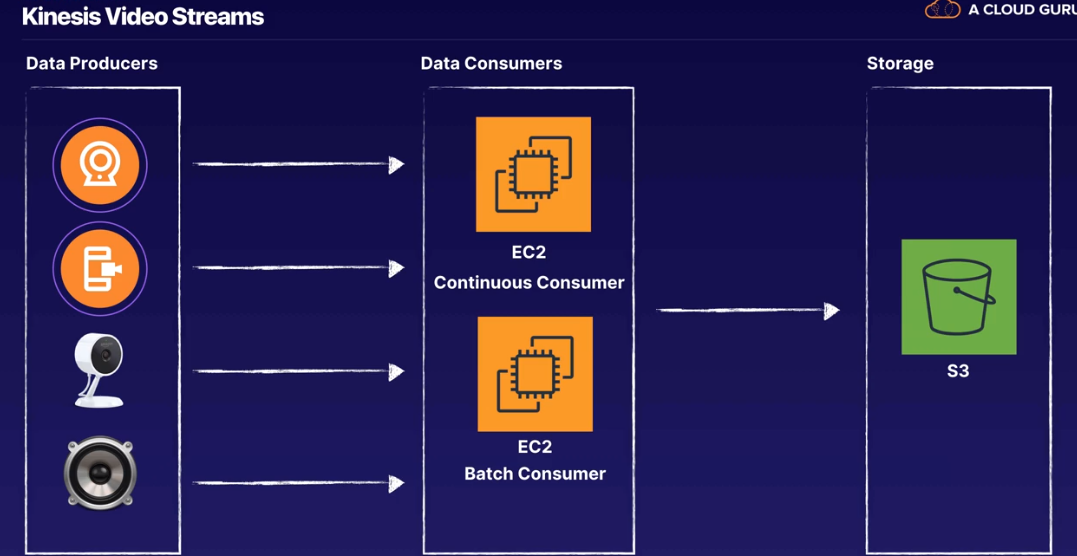 Kinesis Video Streams
A CLOUD GURU
Data Producers
Data Consumers
Storage
EC2
Continuous Consumer
EC2
Batch Consumer
S3